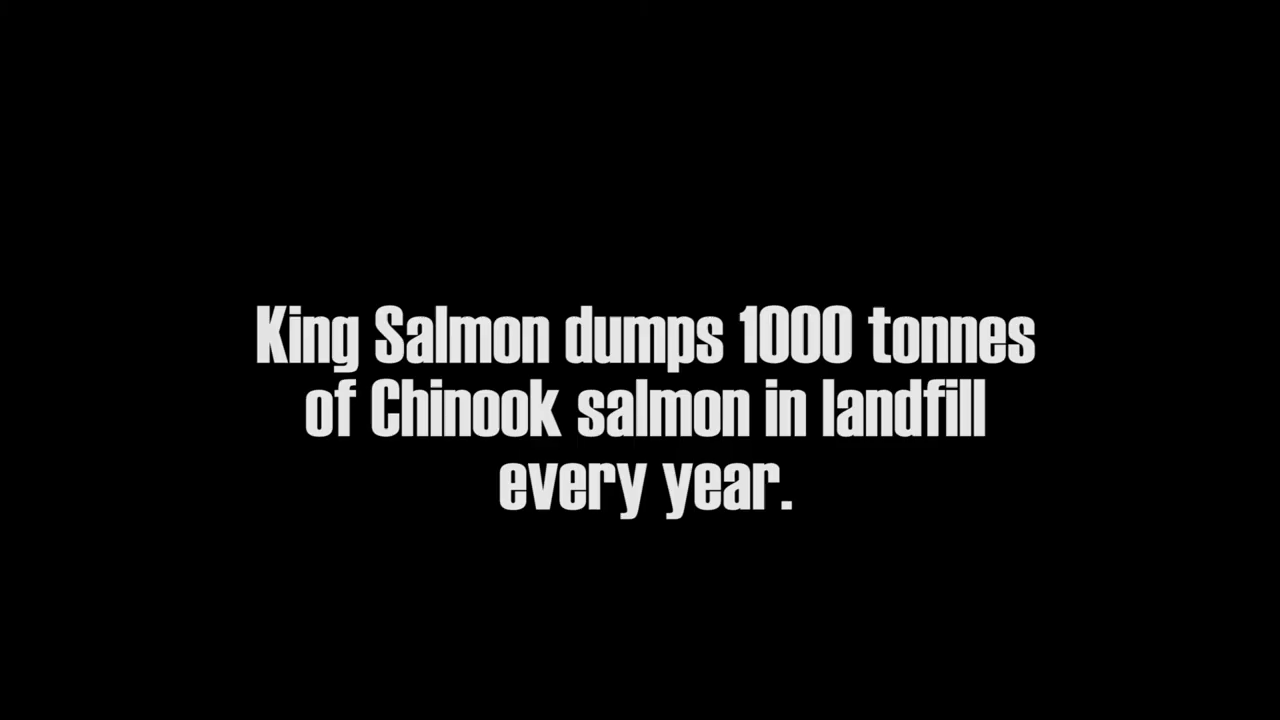 King Salmon dumps 1000 tonnes
of Chinook salmon in landfill
every year.